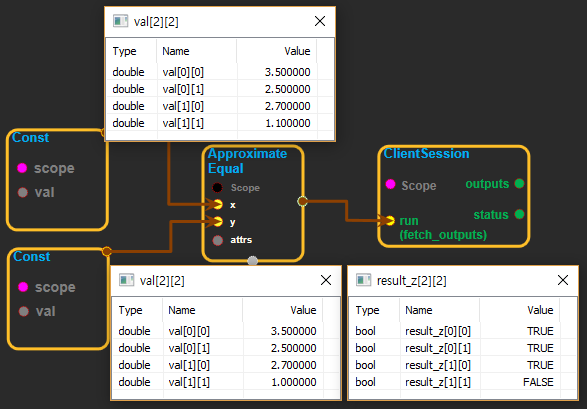 val[2][2]
Type Name Value
double val[0][0] 3.500000
double val[0][1] 2.500000
double val[1][0] 2.700000
double val[1][1] 1.100000
Const
scope
val
Approximate
Equal
Scope
x
y
attrs
ClientSession
Scope
outputs
status
run
(fetch_outputs)
Const
scope
val
val[2][2]
Type Name Value
double val[0][0] 3.500000
double val[0][1] 2.500000
double val[1][0] 2.700000
double val[1][1] 1.000000
result_z[2][2]
Type Name Value
bool result_z[0][0] TRUE
bool result_z[0][1] TRUE
bool result_z[1][0] TRUE
bool result_z[1][1] FALSE